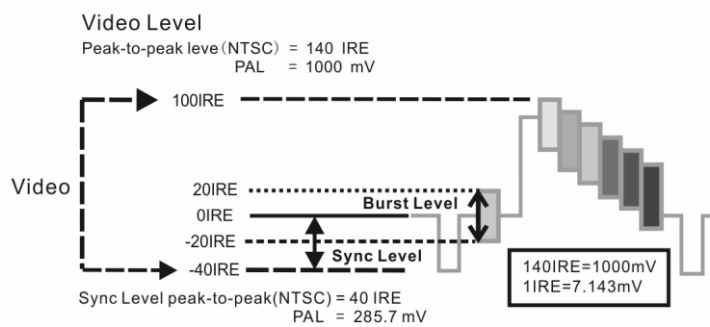 Video Level
Peak-to-peak leve(NTSC) = 140 IRE
PAL = 1000 mV
100IRE
Video
20IRE
Burst Level
0IRE
-20IRE
Sync Level
-40IRE
140IRE=1000mV
1IRE=7.143mV
Sync Level peak-to-peak(NTSC) = 40 IRE
PAL = 285.7 mV